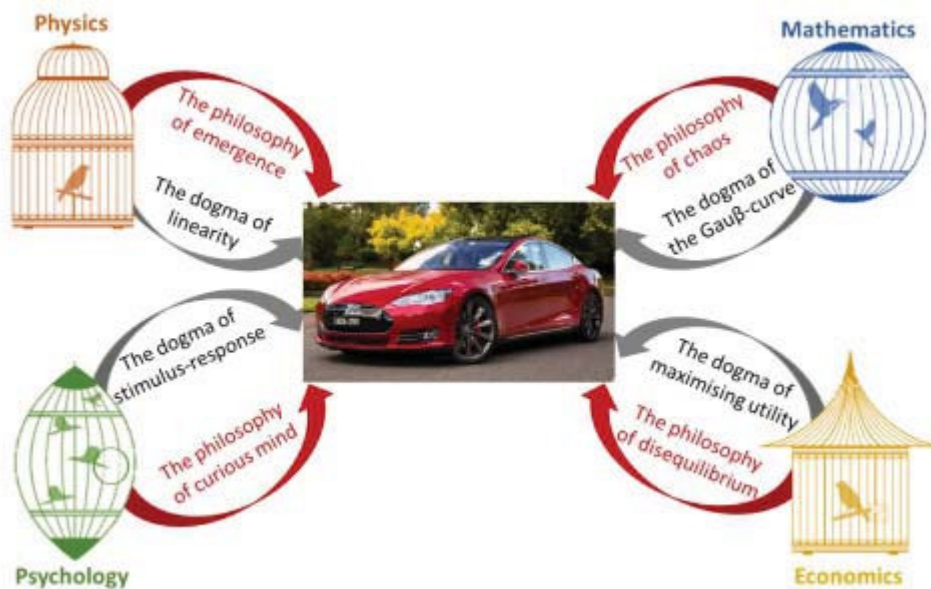 Physics
Mathematics
The philosophy
of emergence
The dogma of
linearity
The philosophy
of chaos
The dogma of
the Gauβ-curve
The dogma of
stimulus-response
The philosophy
of curious mind
The dogma of
maximising utility
The philosophy
of disequilibrium
Psychology
Economics